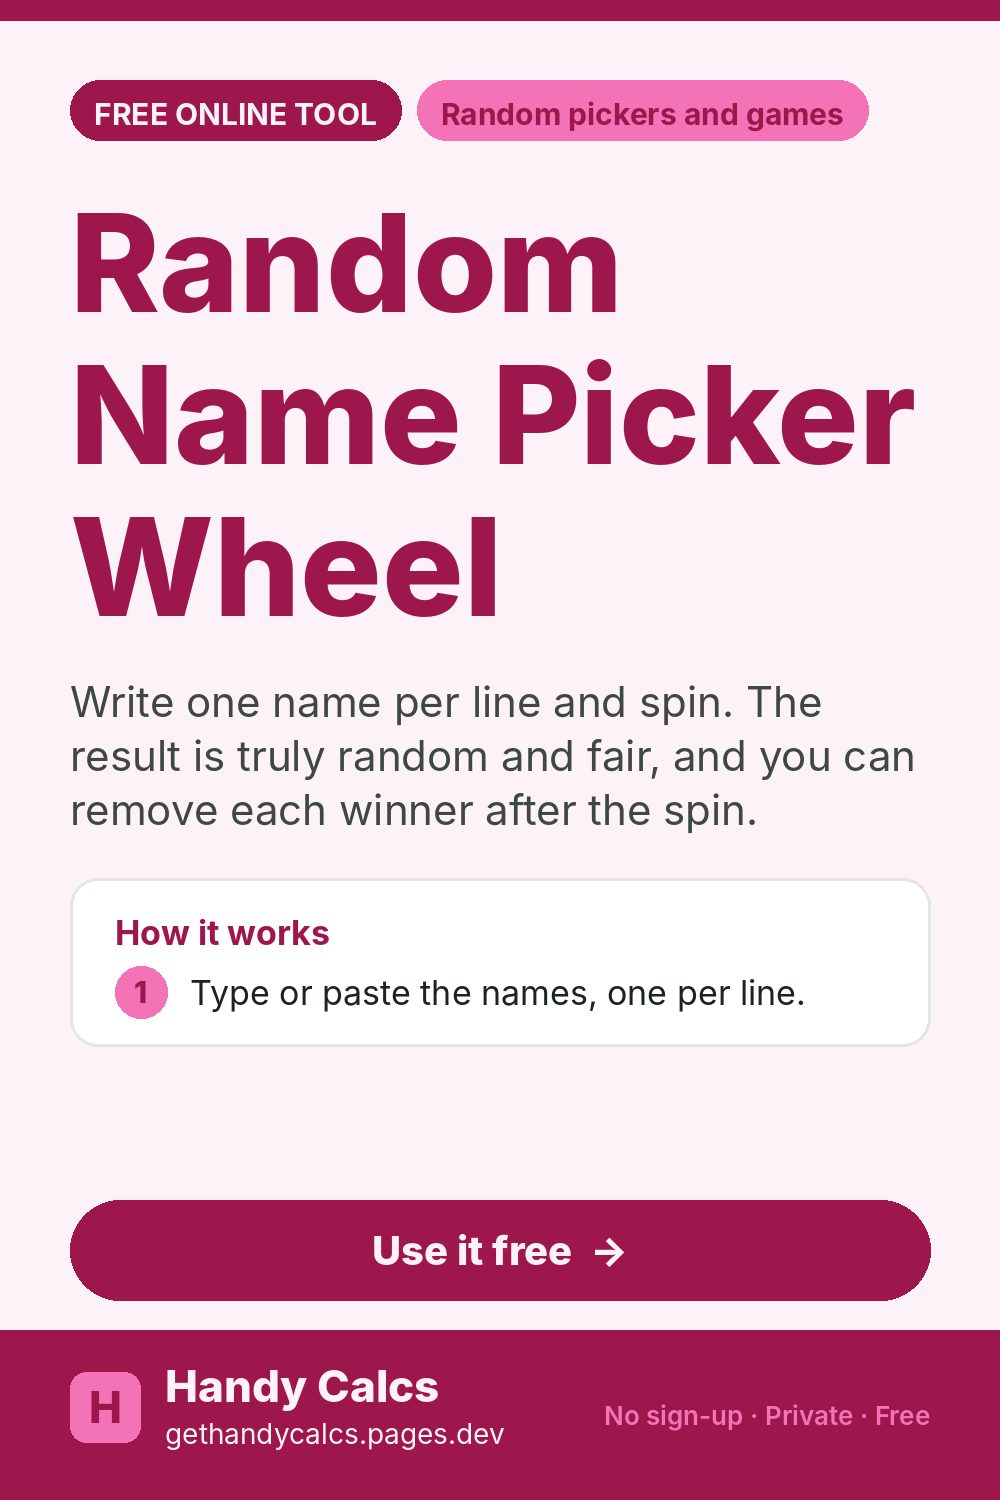 FREE ONLINE TOOL
Random pickers and games
Random
Name Picker
Wheel
Write one name per line and spin. The
result is truly random and fair, and you can
remove each winner after the spin.
How it works
1 Type or paste the names, one per line.
Use it free →
H
Handy Calcs
gethandycalcs.pages.dev
No sign-up · Private · Free